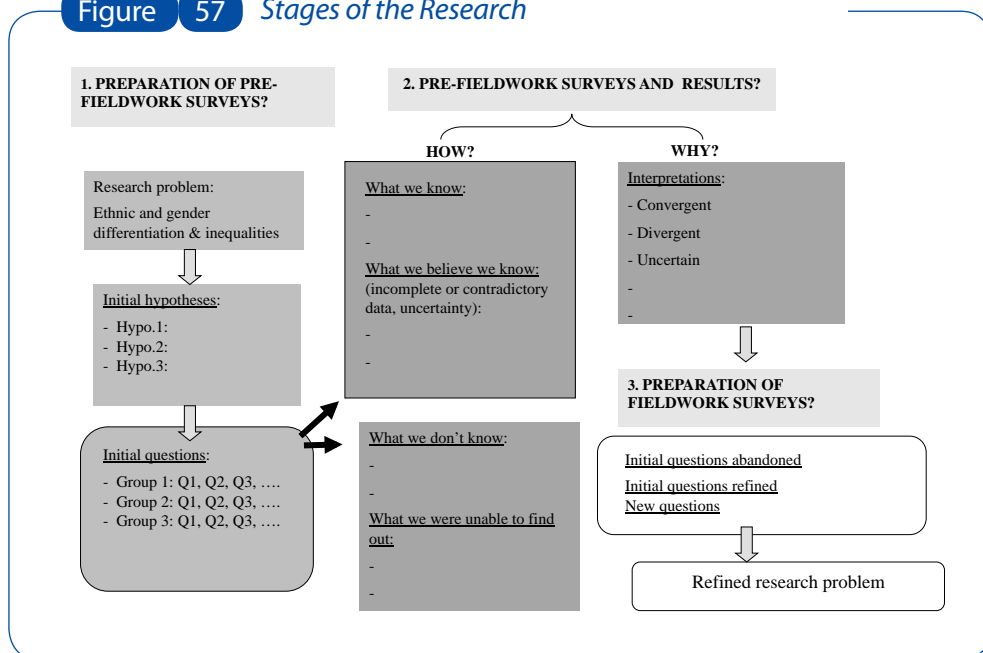 Figure 57 Stages of the Research
1. PREPARATION OF PRE-
FIELDWORK SURVEYS?
Research problem:
Ethnic and gender
differentiation & inequalities
Initial hypotheses:
- Hypo.1:
- Hypo.2:
- Hypo.3:
Initial questions:
- Group 1: Q1, Q2, Q3, ….
- Group 2: Q1, Q2, Q3, ….
- Group 3: Q1, Q2, Q3, ….
2. PRE-FIELDWORK SURVEYS AND RESULTS?
HOW?
What we know:
-
-
What we believe we know:
(incomplete or contradictory
data, uncertainty):
-
-
What we don't know:
-
-
What we were unable to find
out:
-
-
WHY?
Interpretations:
- Convergent
- Divergent
- Uncertain
-
-
3. PREPARATION OF
FIELDWORK SURVEYS?
Initial questions abandoned
Initial questions refined
New questions
Refined research problem